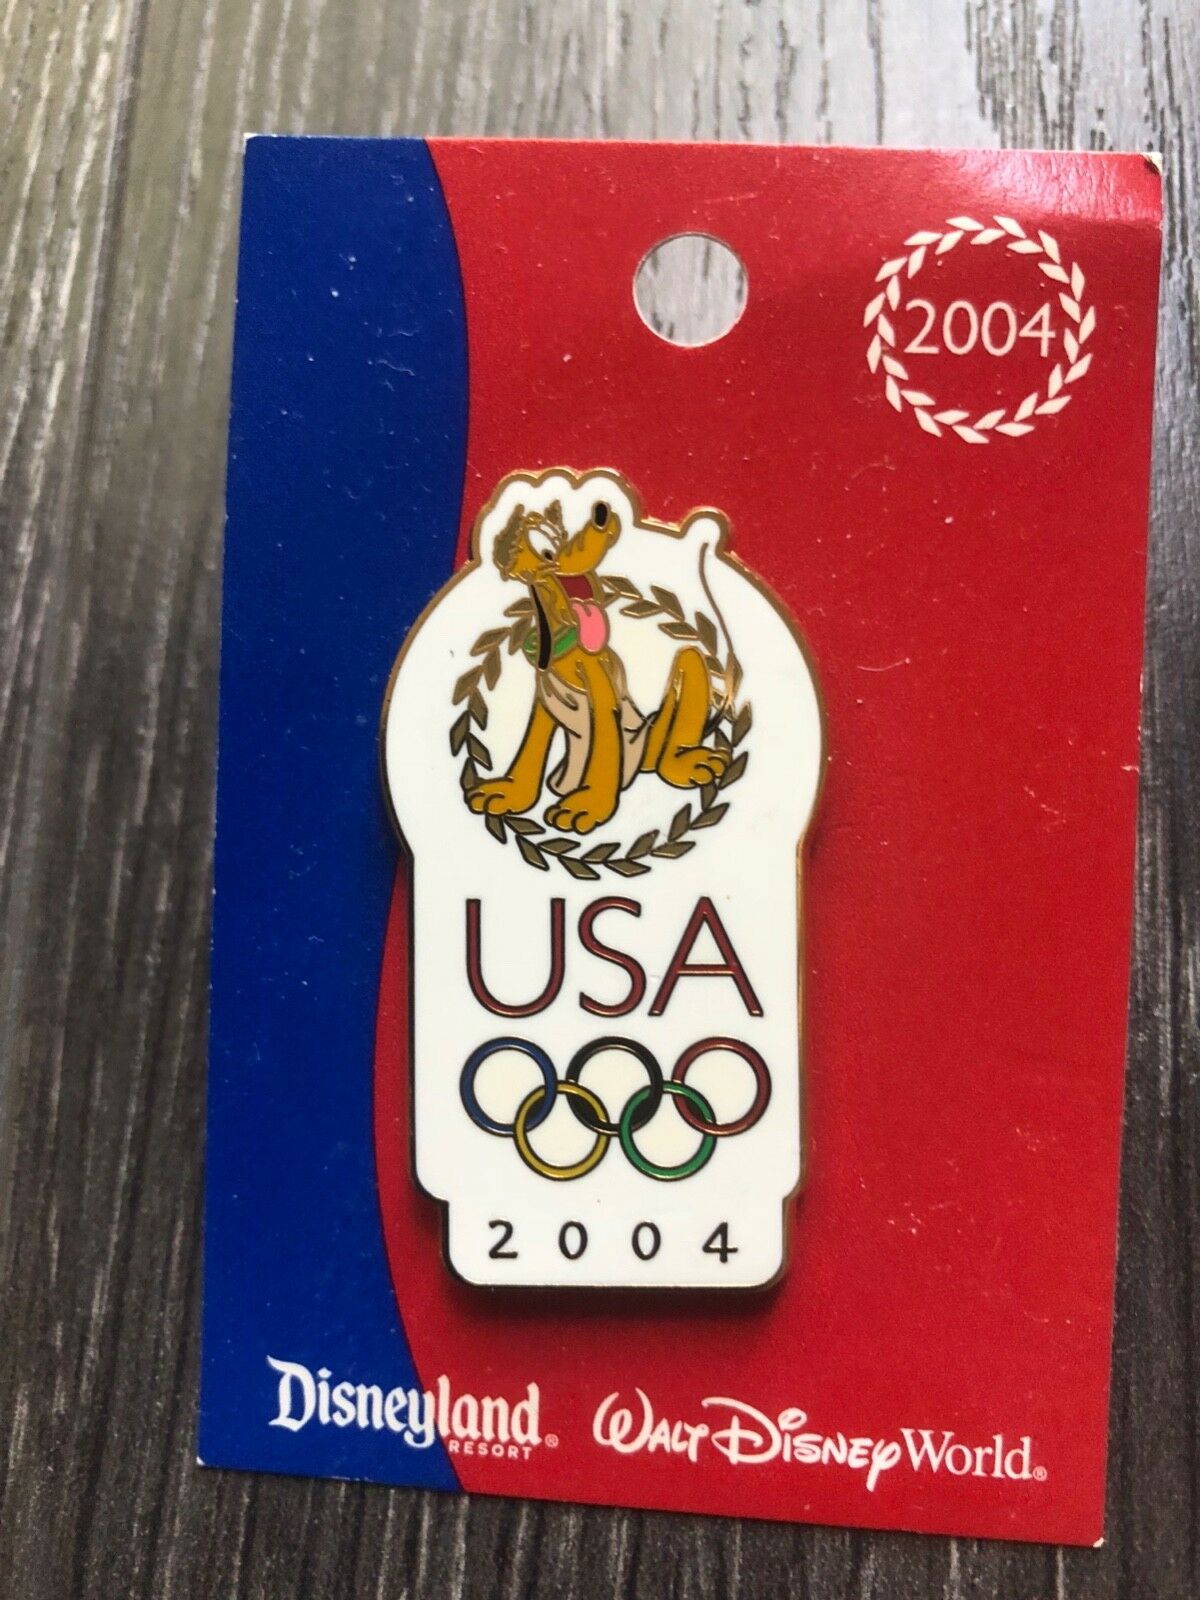 2004
USA
2004
Disneyland® Walt Disney World®
RESORT